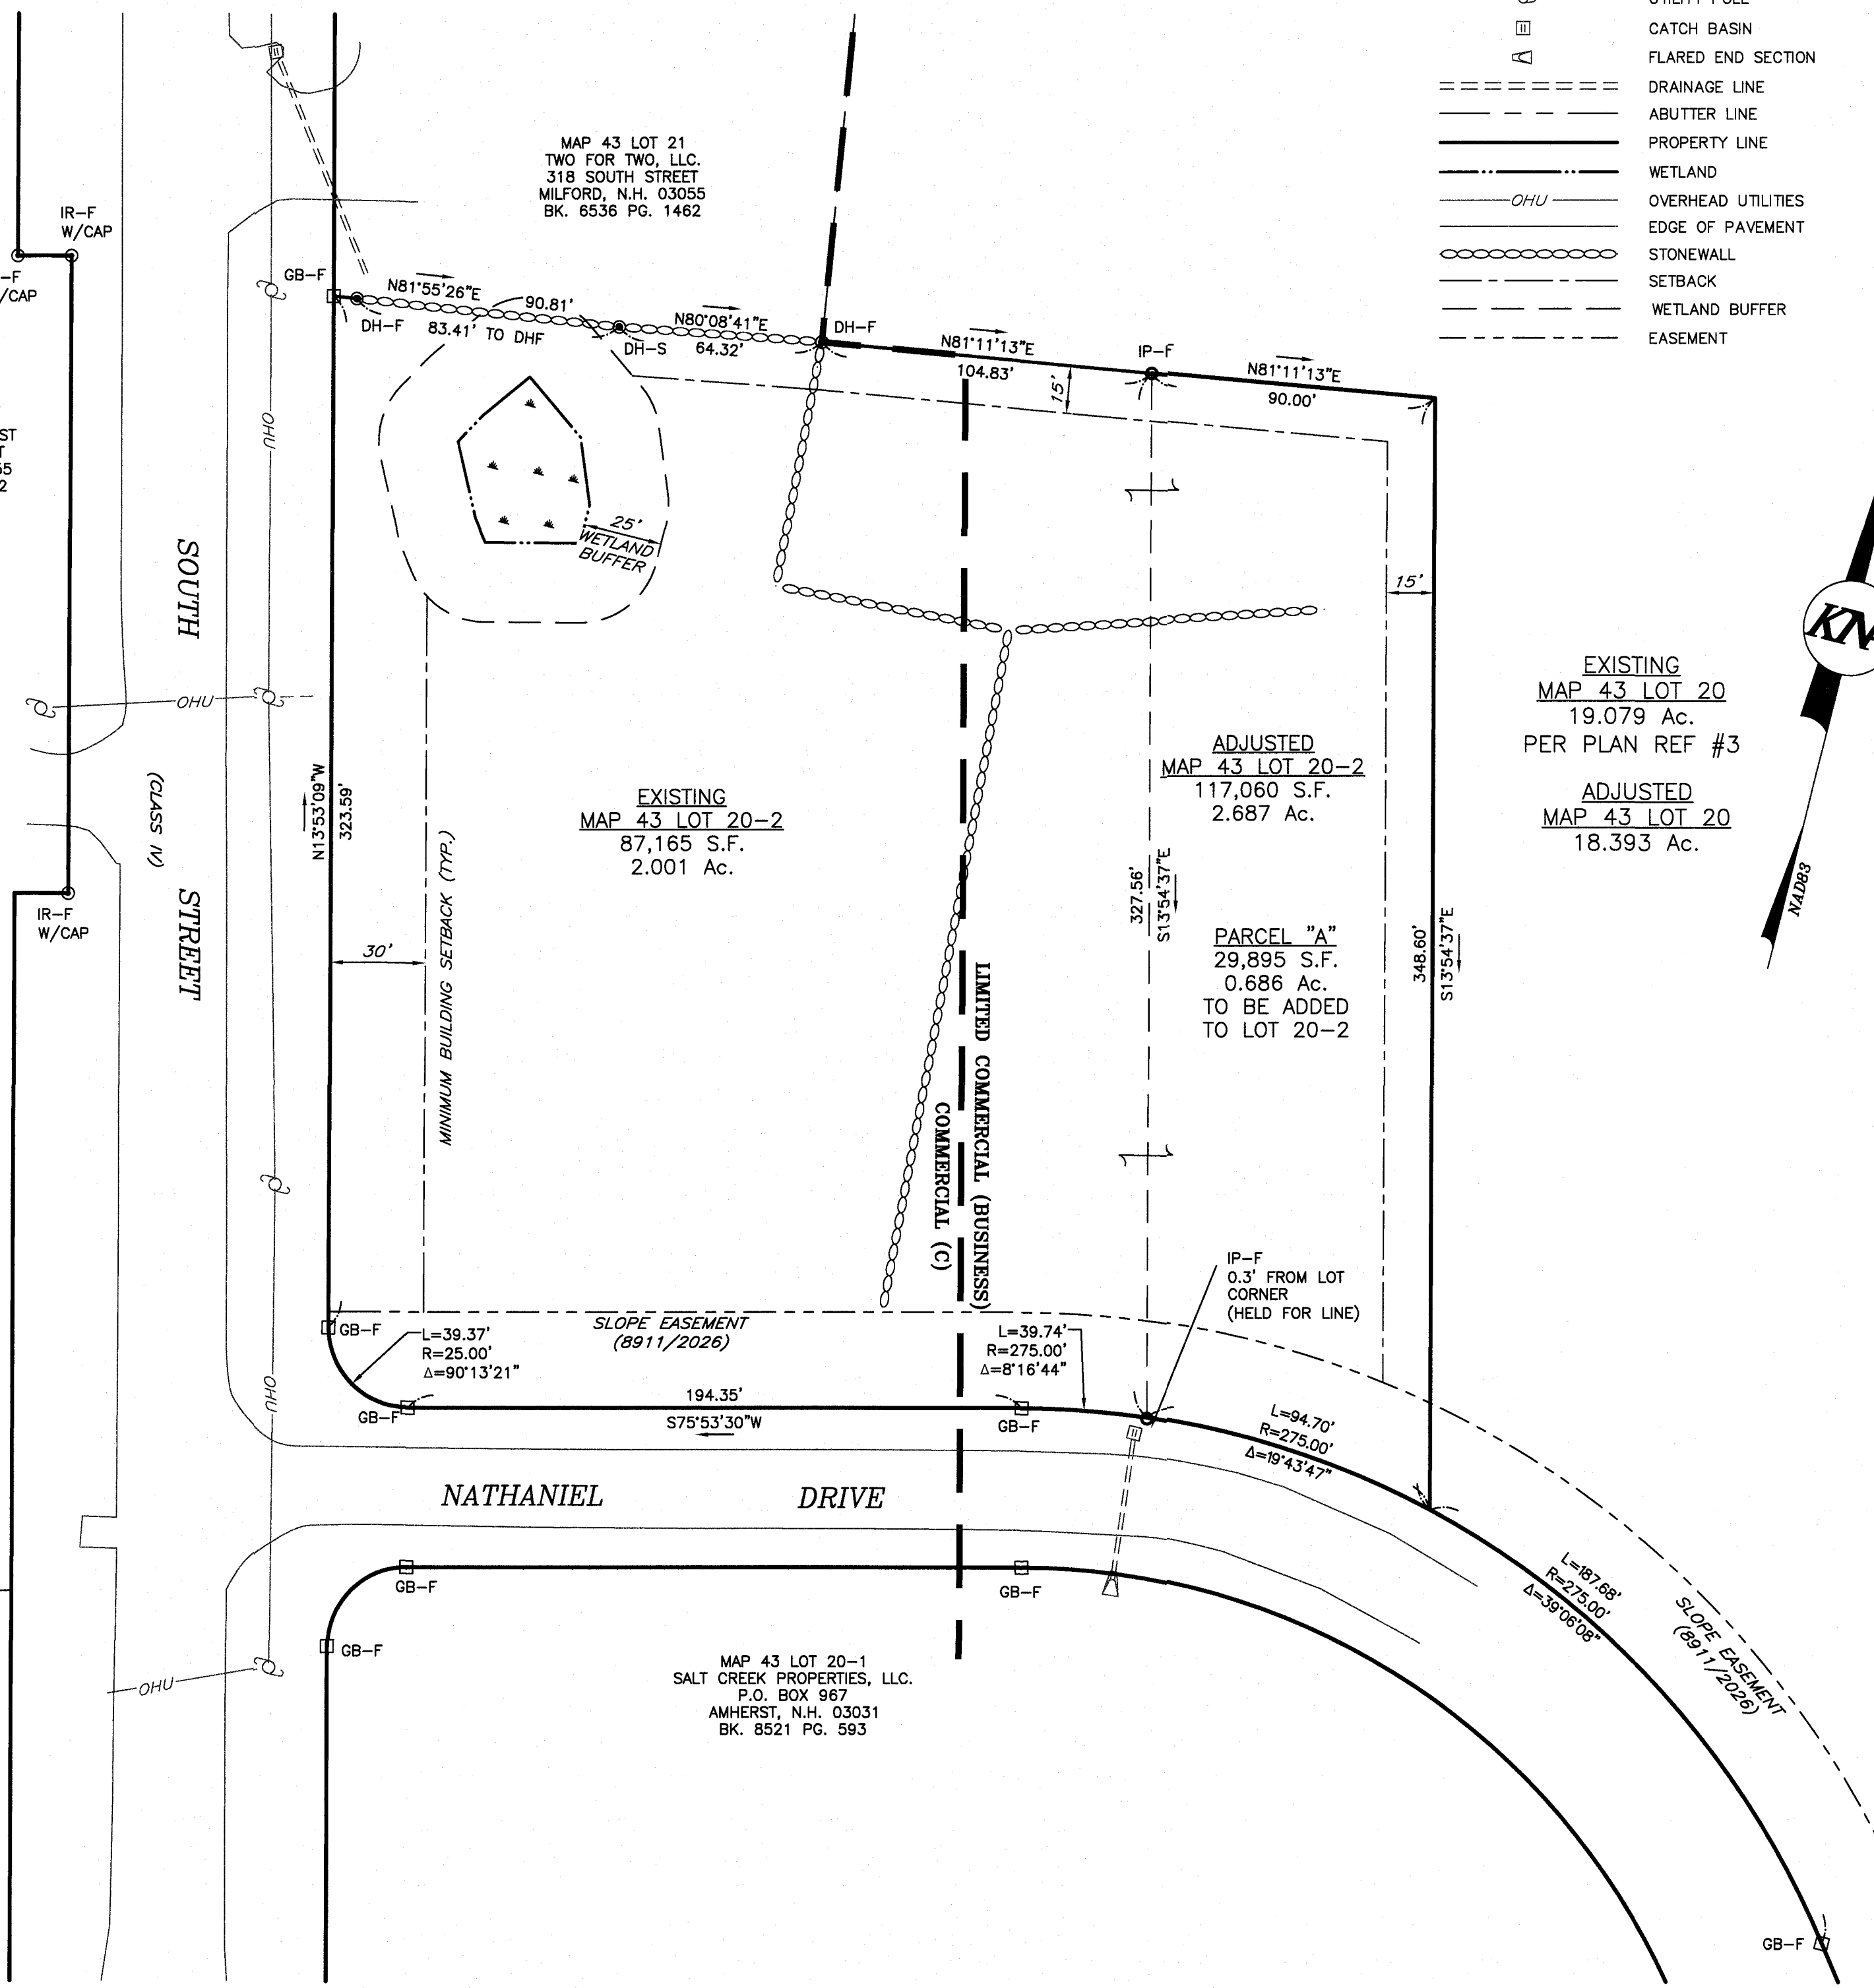 CATCH BASIN
FLARED END SECTION
DRAINAGE LINE
ABUTTER LINE
PROPERTY LINE
WETLAND
OHU
OVERHEAD UTILITIES
EDGE OF PAVEMENT
STONEWALL
SETBACK
WETLAND BUFFER
EASEMENT
MAP 43 LOT 21
TWO FOR TWO, LLC.
318 SOUTH STREET
MILFORD, N.H. 03055
BK. 6536 PG. 1462
IR-F
W/CAP
-F
/CAP
GB-F
DH-F
N81°55'26"E
90.81'
83.41' TO DHF
DH-S
N80°08'41"E
64.32'
DH-F
N81°11'13"E
104.83'
15'
IP-F
N81°11'13"E
90.00'
OHU
25'
WETLAND
BUFFER
15'
SOUTH
STREET
(CLASS IV)
OHU
KN
NAD83
EXISTING
MAP 43 LOT 20
19.079 Ac.
PER PLAN REF #3
ADJUSTED
MAP 43 LOT 20
18.393 Ac.
ADJUSTED
MAP 43 LOT 20-2
117,060 S.F.
2.687 Ac.
EXISTING
MAP 43 LOT 20-2
87,165 S.F.
2.001 Ac.
N13°53'09"W
323.59'
MINIMUM BUILDING SETBACK (TYP.)
30'
IR-F
W/CAP
327.56'
S13°54'37"E
PARCEL "A"
29,895 S.F.
0.686 Ac.
TO BE ADDED
TO LOT 20-2
348.60'
S13°54'37"E
LIMITED COMMERCIAL (BUSINESS)
COMMERCIAL (C)
IP-F
0.3' FROM LOT
CORNER
(HELD FOR LINE)
GB-F
L=39.37'
R=25.00'
Δ=90°13'21"
SLOPE EASEMENT
(8911/2026)
L=39.74'
R=275.00'
Δ=8°16'44"
OHU
GB-F
194.35'
S75°53'30"W
GB-F
L=94.70'
R=275.00'
Δ=19°43'47"
NATHANIEL DRIVE
GB-F
GB-F
GB-F
OHU
L=187.68'
R=275.00'
Δ=39°06'08"
SLOPE EASEMENT
(8911/2026)
MAP 43 LOT 20-1
SALT CREEK PROPERTIES, LLC.
P.O. BOX 967
AMHERST, N.H. 03031
BK. 8521 PG. 593
GB-F